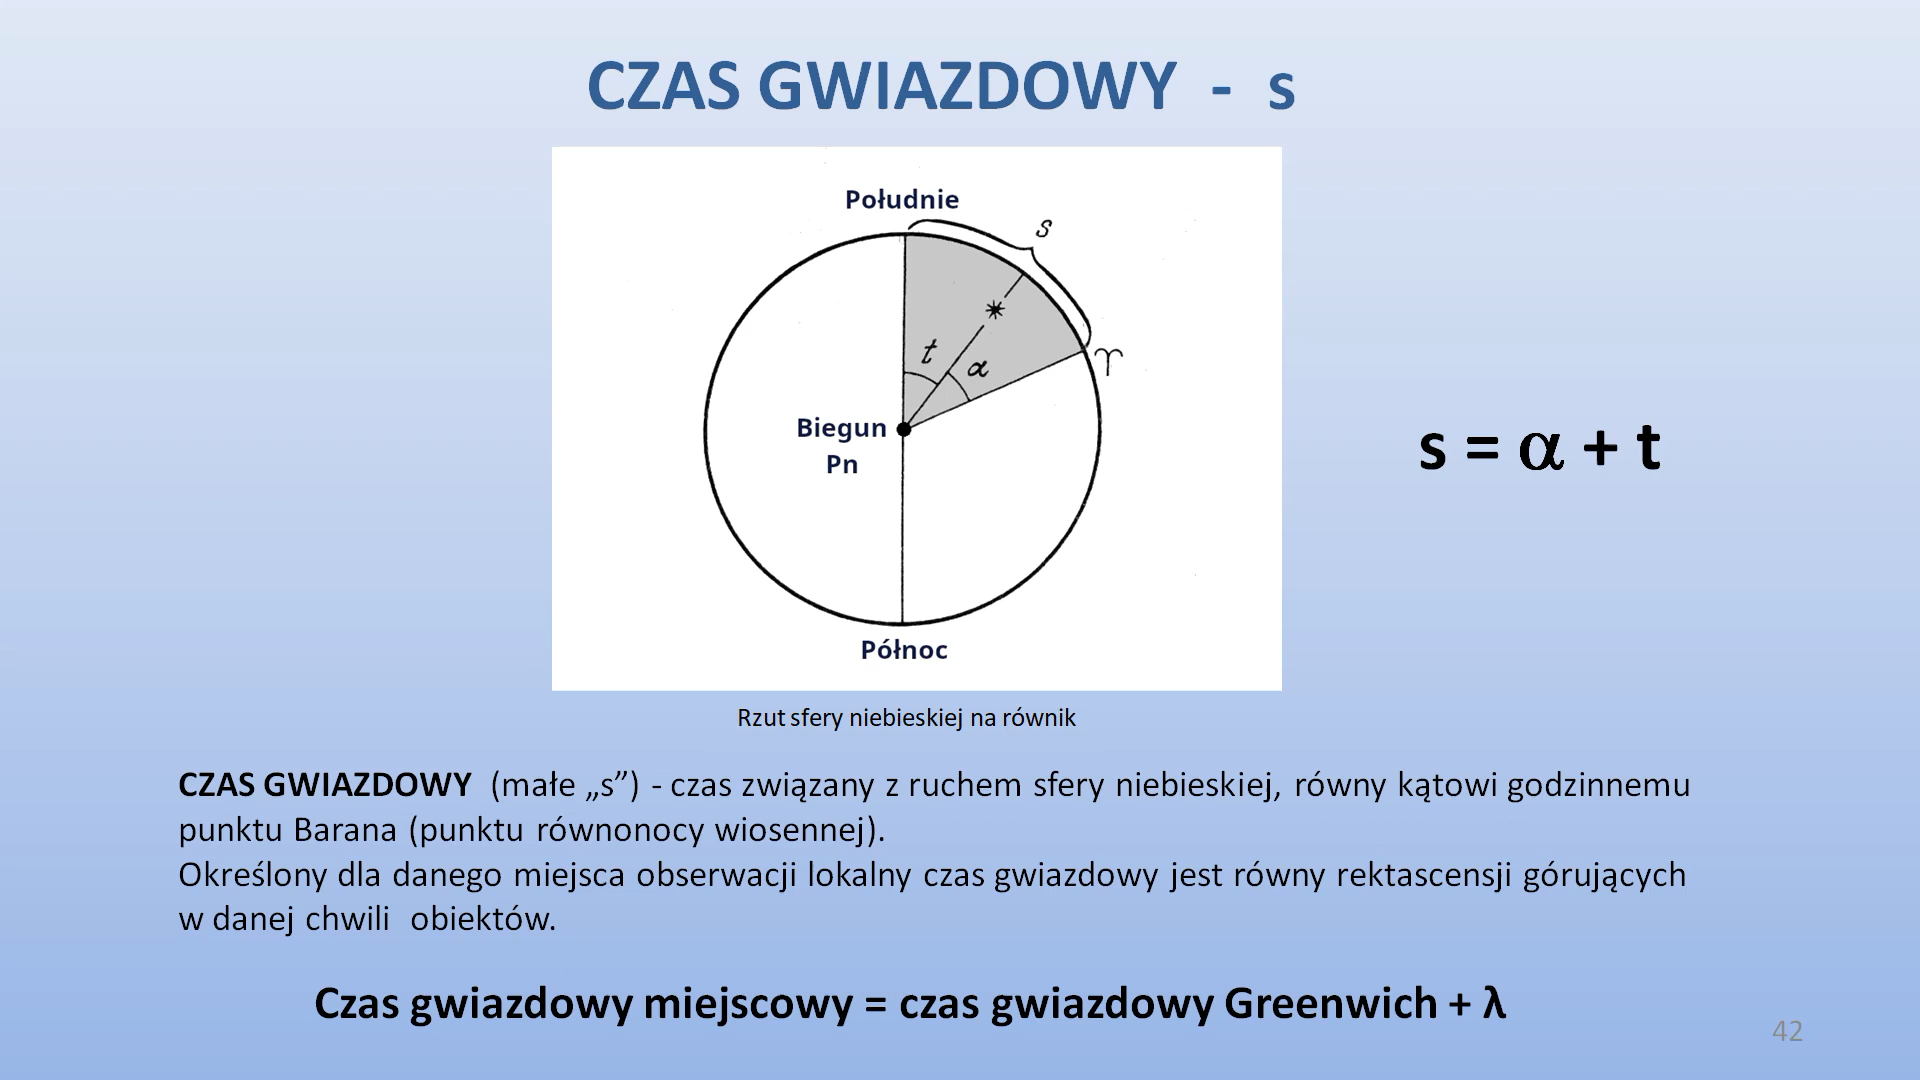 CZAS GWIAZDOWY - s
Południe
s
t
α
♈
Biegun
Pn
Północ
s = α + t
Rzut sfery niebieskiej na równik
CZAS GWIAZDOWY (małe „s”) - czas związany z ruchem sfery niebieskiej, równy kątowi godzinnemu
punktu Barana (punktu równonocy wiosennej).
Określony dla danego miejsca obserwacji lokalny czas gwiazdowy jest równy rektascensji górujących
w danej chwili obiektów.
Czas gwiazdowy miejscowy = czas gwiazdowy Greenwich + λ
42